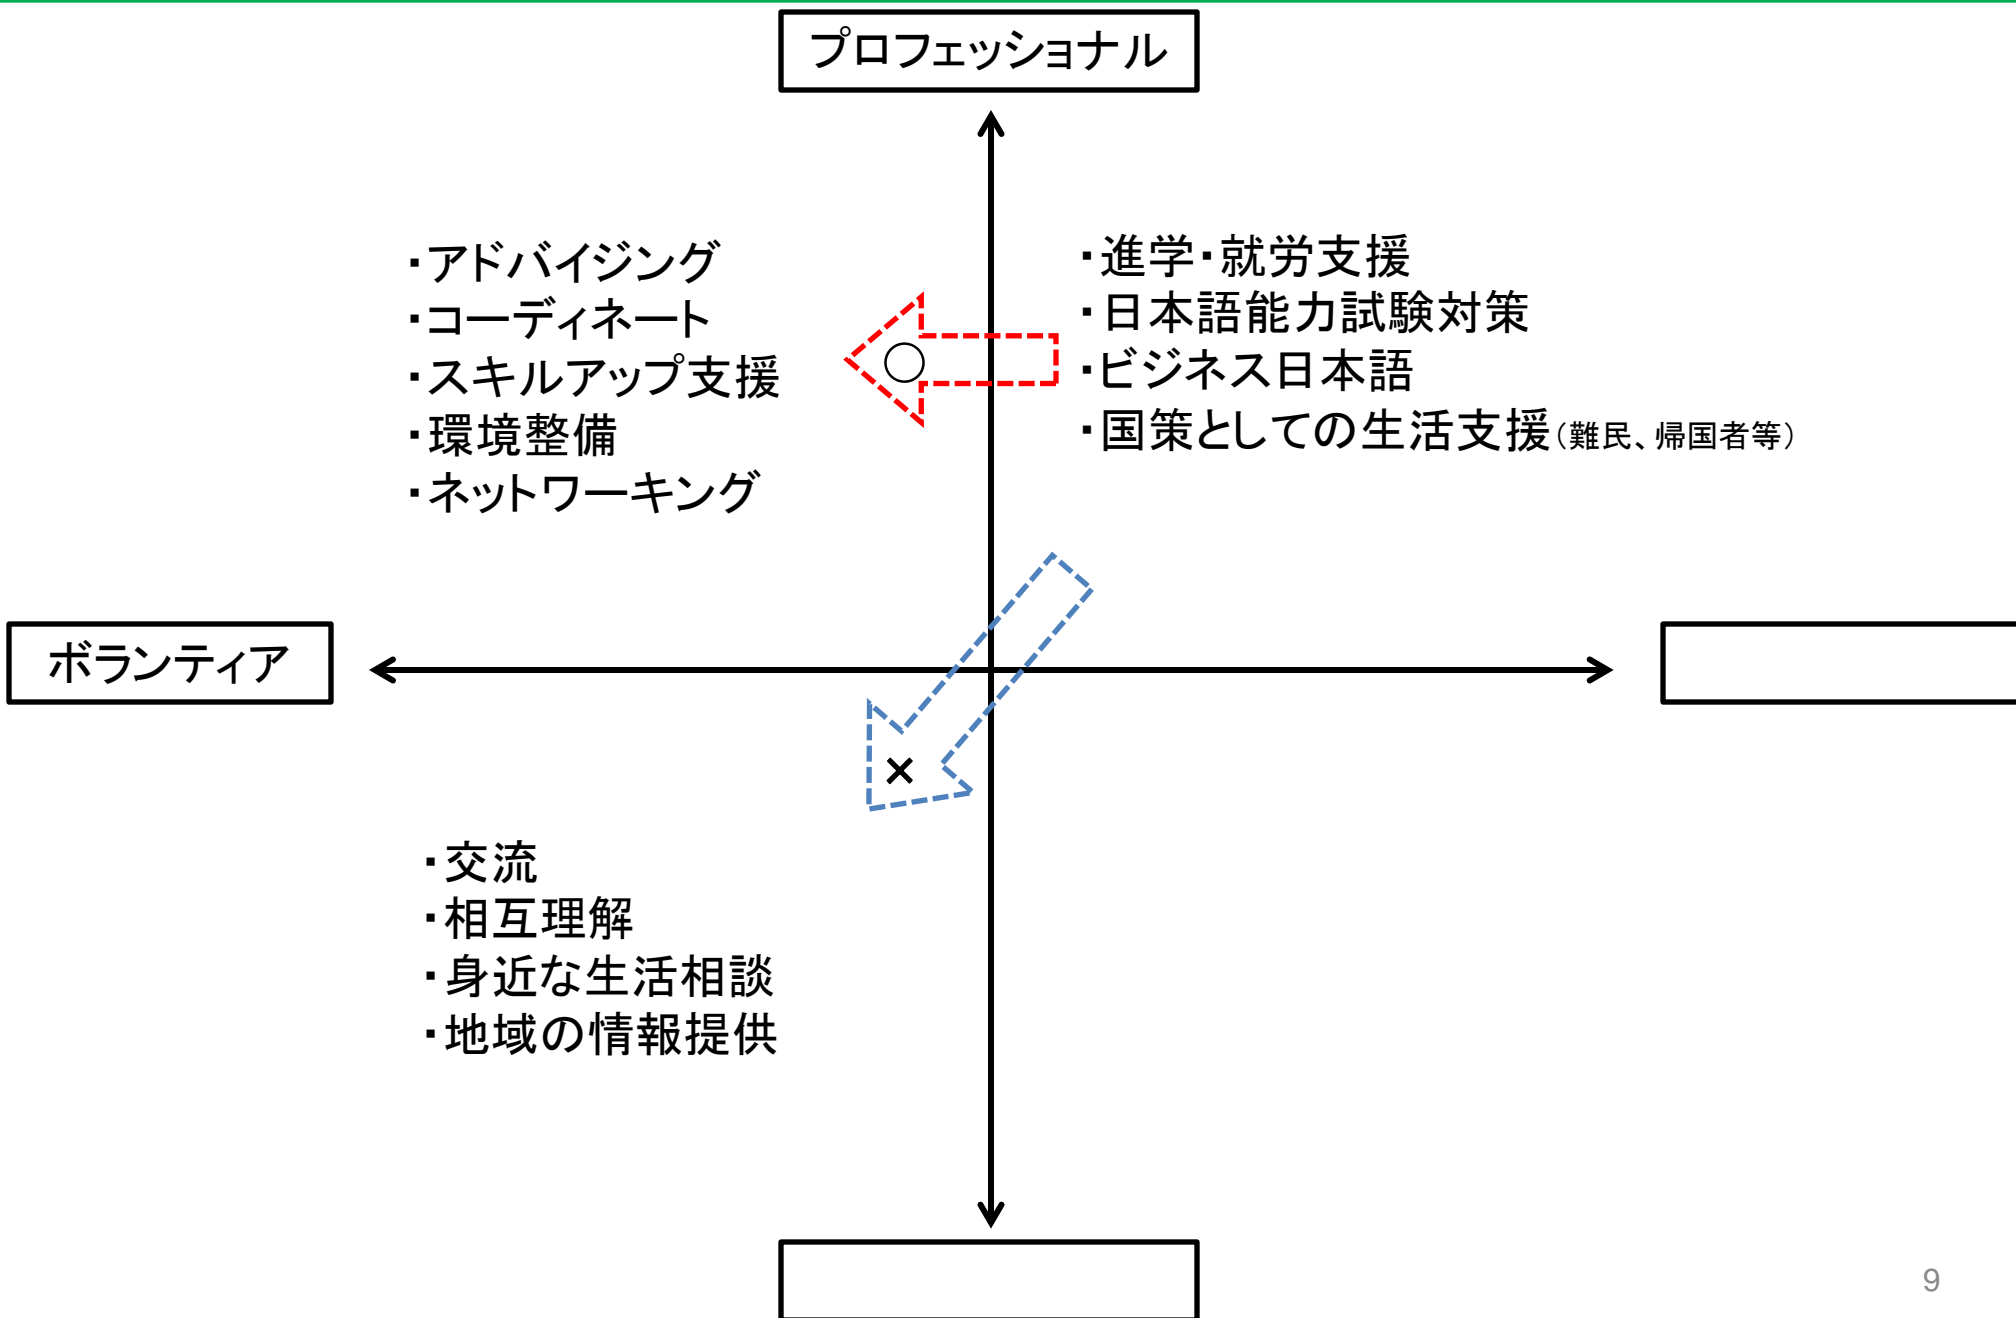 プロフェッショナル
・アドバイジング
・コーディネート
・スキルアップ支援
・環境整備
・ネットワーキング
・進学・就労支援
・日本語能力試験対策
・ビジネス日本語
・国策としての生活支援（難民、帰国者等）
○
ボランティア
×
・交流
・相互理解
・身近な生活相談
・地域の情報提供
9